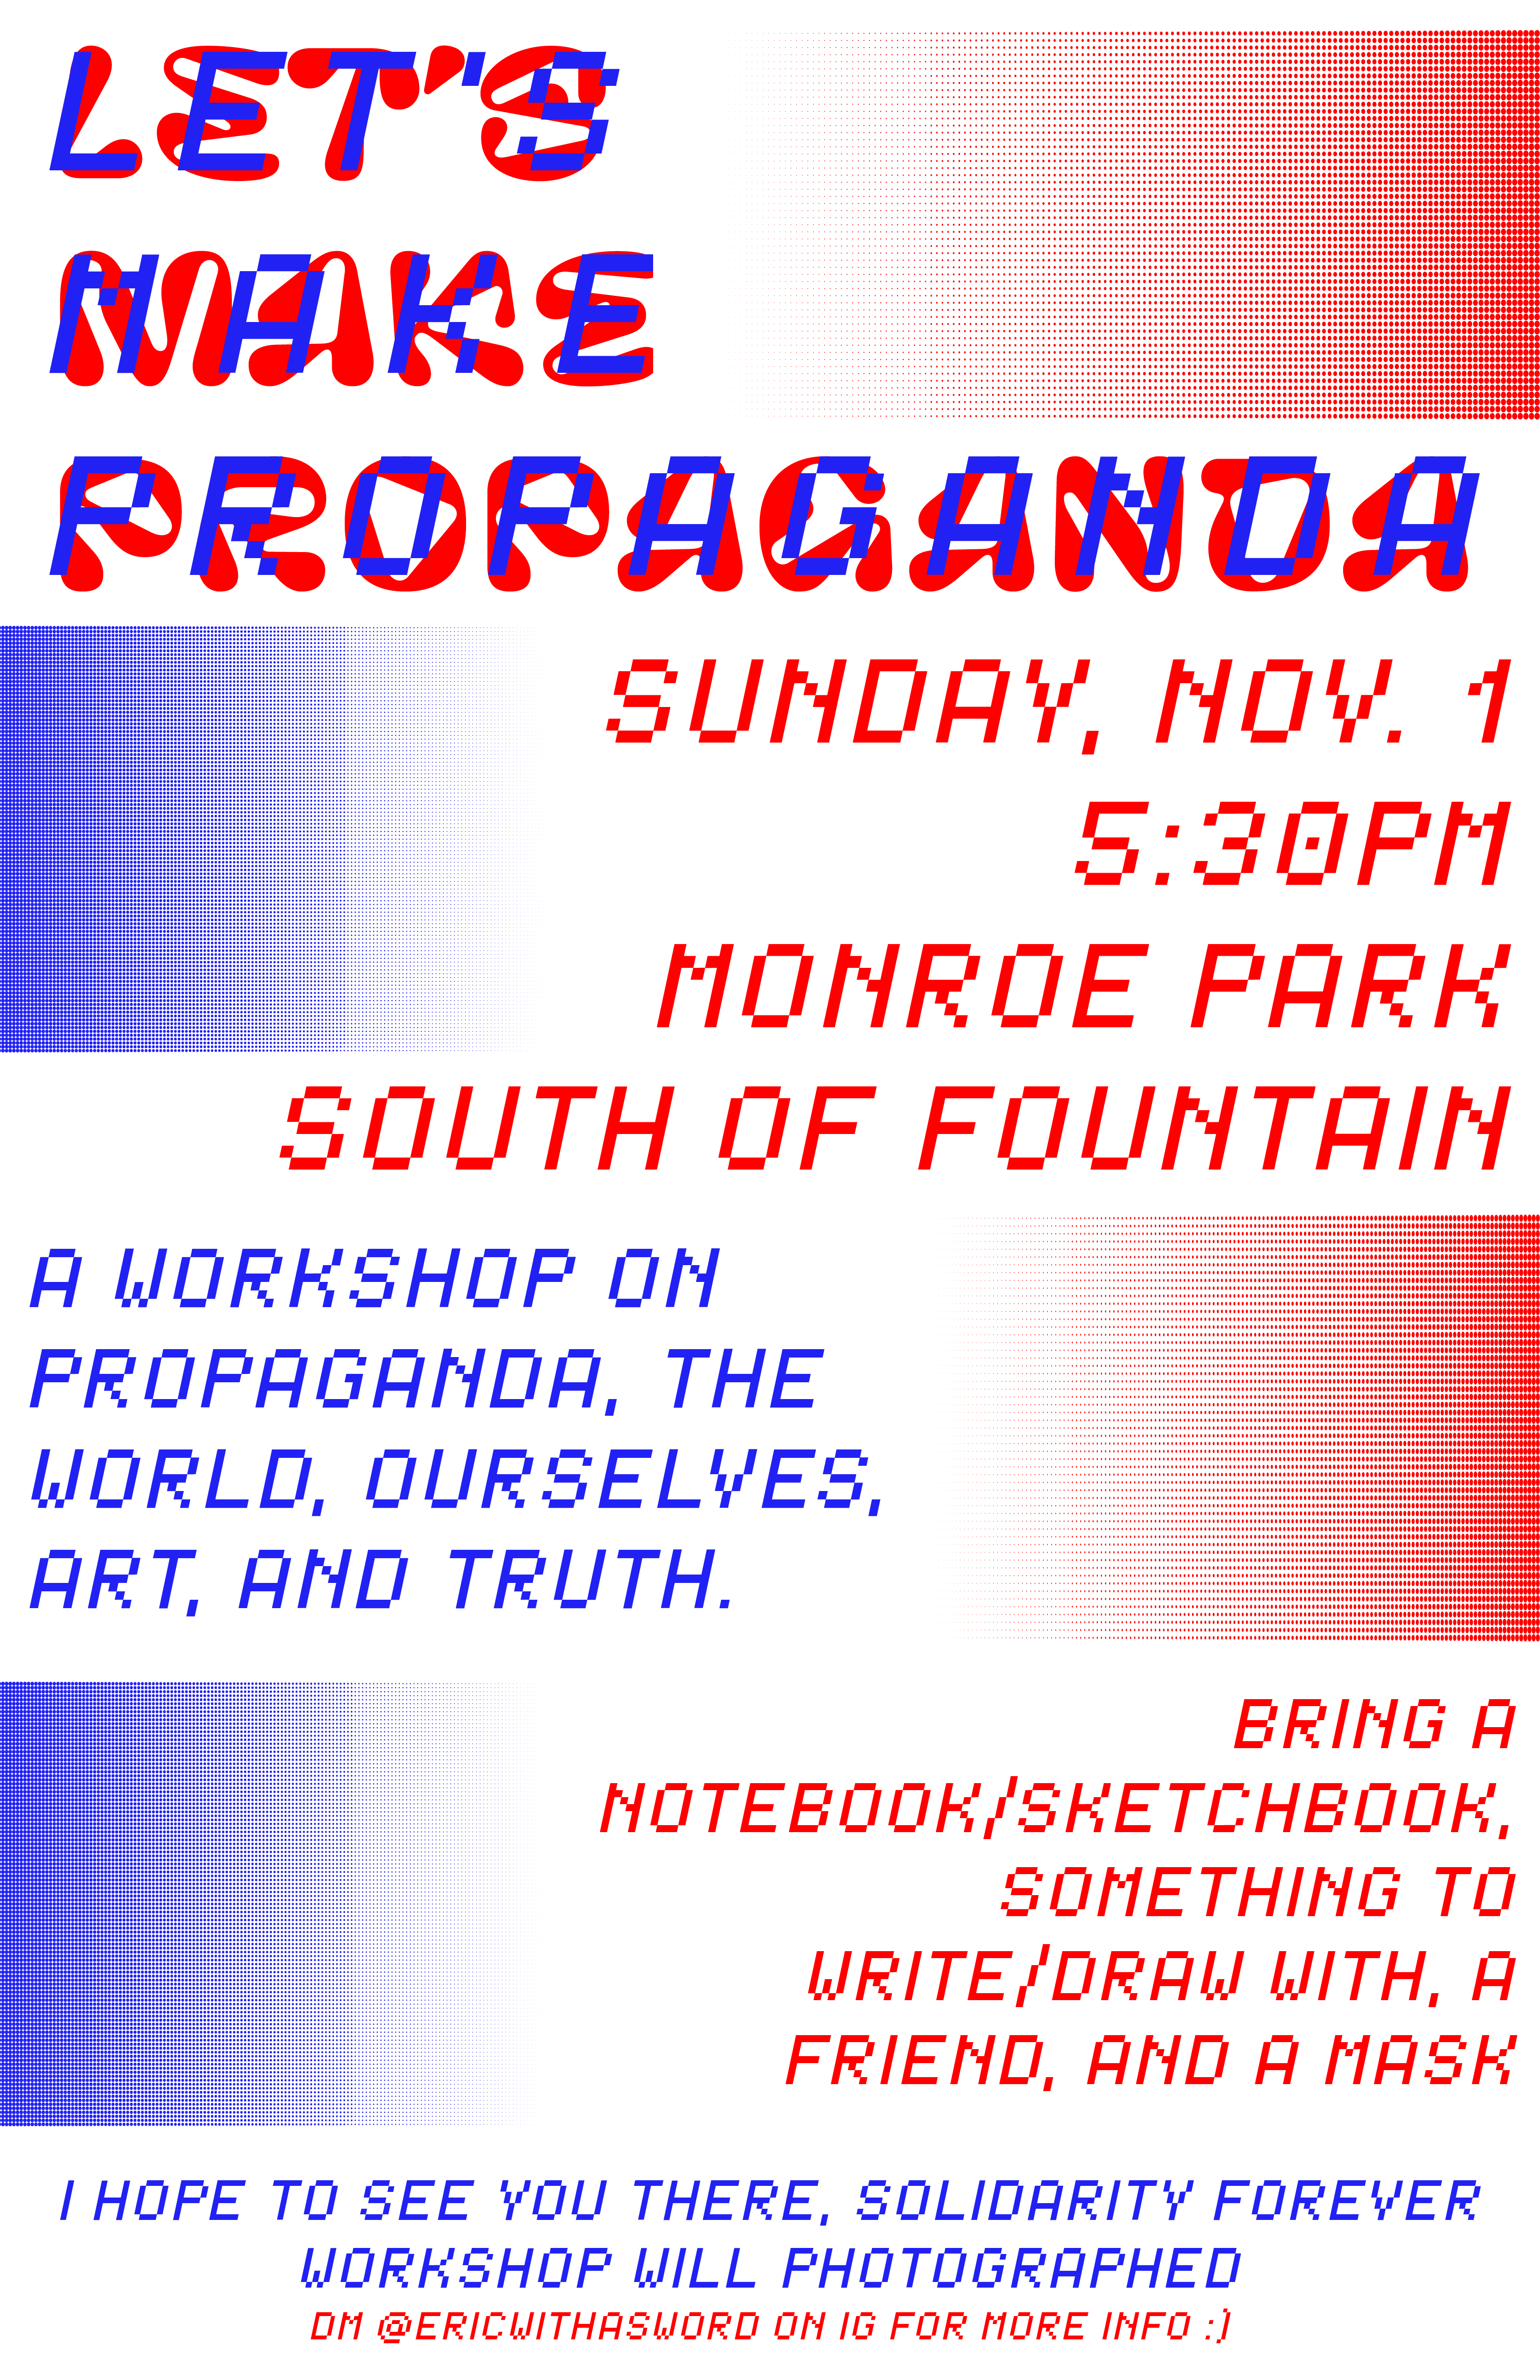 LET'S
MAKE
PROPAGANDA
SUNDAY, NOV. 1
5:30PM
MONROE PARK
SOUTH OF FOUNTAIN
A WORKSHOP ON
PROPAGANDA, THE
WORLD, OURSELVES,
ART, AND TRUTH.
BRING A
NOTEBOOK/SKETCHBOOK,
SOMETHING TO
WRITE/DRAW WITH, A
FRIEND, AND A MASK
I HOPE TO SEE YOU THERE, SOLIDARITY FOREVER
WORKSHOP WILL PHOTOGRAPHED
DM @ERICWITHASWORD ON IG FOR MORE INFO :)